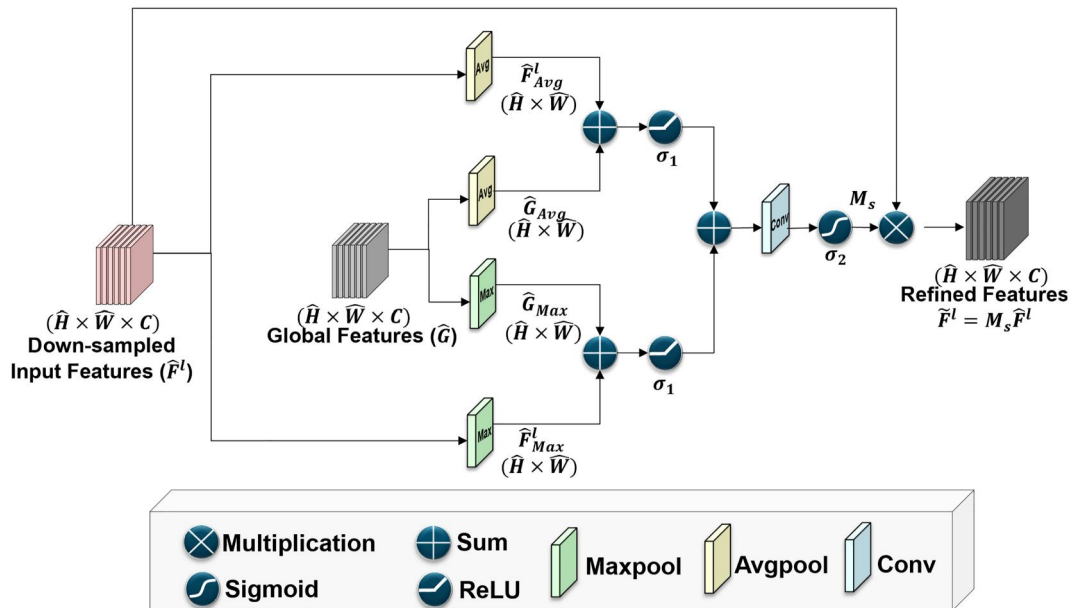 Avg
F̂ˡ_Avg
(Ĥ × Ŵ)
σ₁
Avg
Ĝ_Avg
(Ĥ × Ŵ)
Conv
M_s
σ₂
(Ĥ × Ŵ × C)
Refined Features
F̃ˡ = M_s F̂ˡ
(Ĥ × Ŵ × C)
Down-sampled
Input Features (F̂ˡ)
(Ĥ × Ŵ × C)
Global Features (Ĝ)
Max
Ĝ_Max
(Ĥ × Ŵ)
σ₁
Max
F̂ˡ_Max
(Ĥ × Ŵ)
Multiplication
Sum
Maxpool
Avgpool
Conv
Sigmoid
ReLU